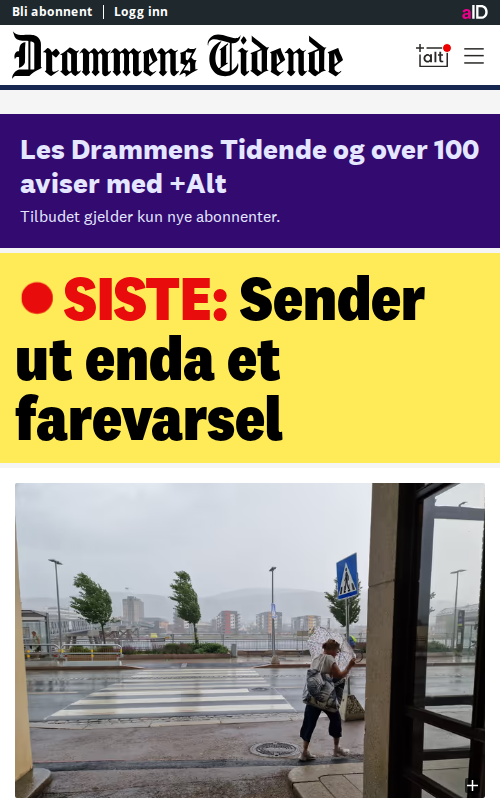 Bli abonnent | Logg inn
aID
Drammens Tidende
+alt
Les Drammens Tidende og over 100
aviser med +Alt
Tilbudet gjelder kun nye abonnenter.
SISTE: Sender
ut enda et
farevarsel